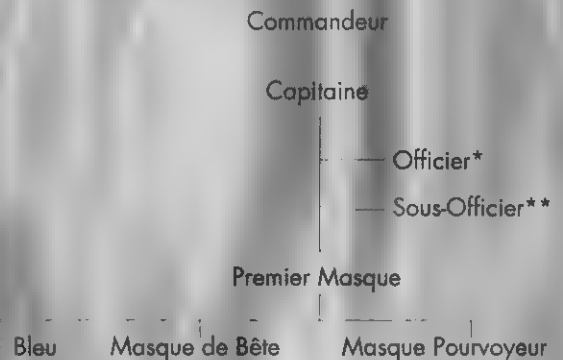 Commandeur
Capitaine
Officier*
Sous-Officier**
Premier Masque
Bleu Masque de Bête Masque Pourvoyeur